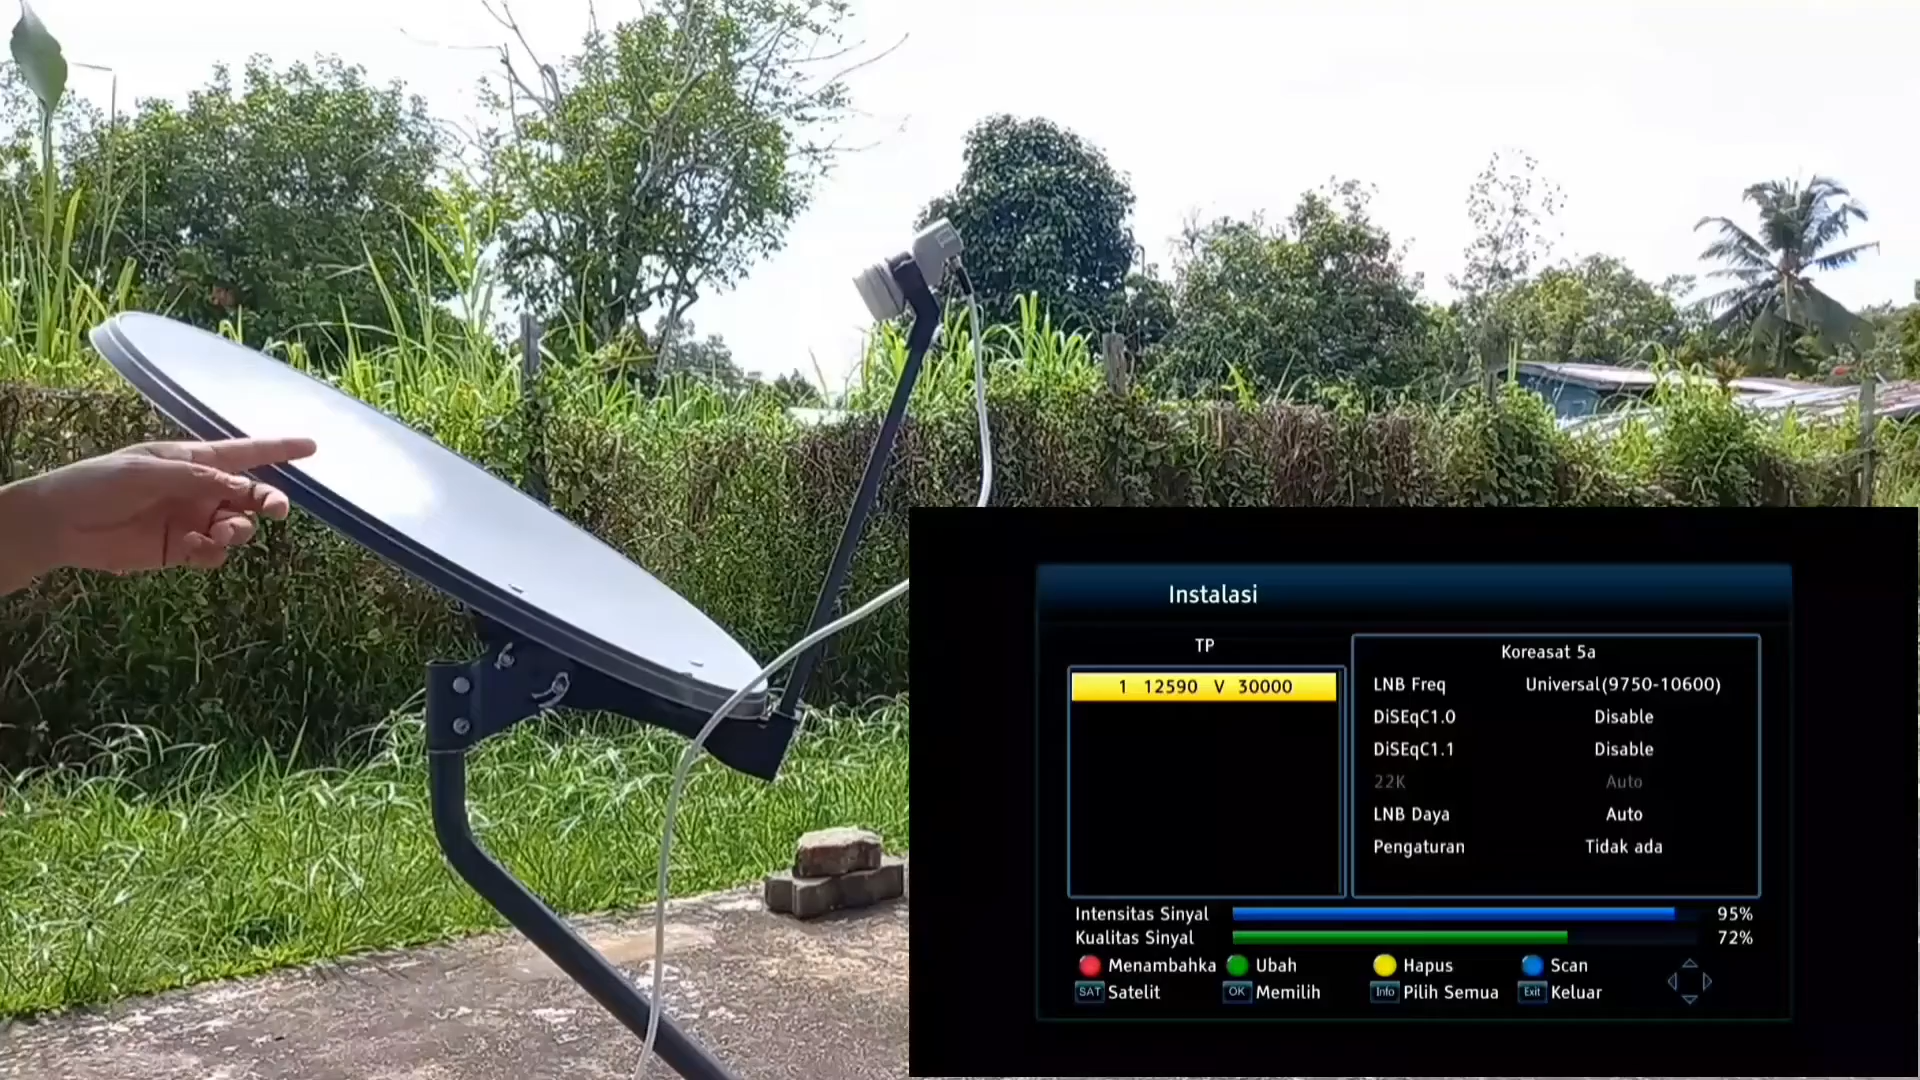 Instalasi
TP
1 12590 V 30000
Koreasat 5a
LNB Freq Universal(9750-10600)
DiSEqC1.0 Disable
DiSEqC1.1 Disable
22K Auto
LNB Daya Auto
Pengaturan Tidak ada
Intensitas Sinyal 95%
Kualitas Sinyal 72%
Menambahka Ubah Hapus Scan
SAT Satelit OK Memilih Info Pilih Semua Exit Keluar